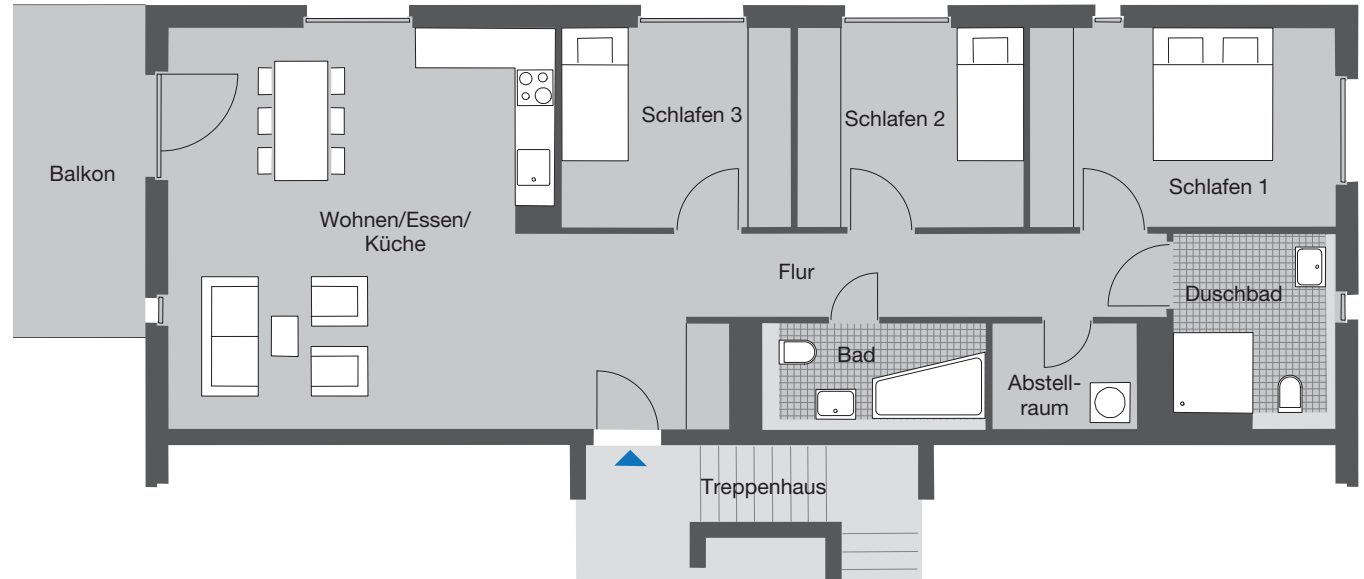 Schlafen 3
Schlafen 2
Schlafen 1
Balkon
Wohnen/Essen/
Küche
Flur
Duschbad
Bad
Abstell-
raum
Treppenhaus